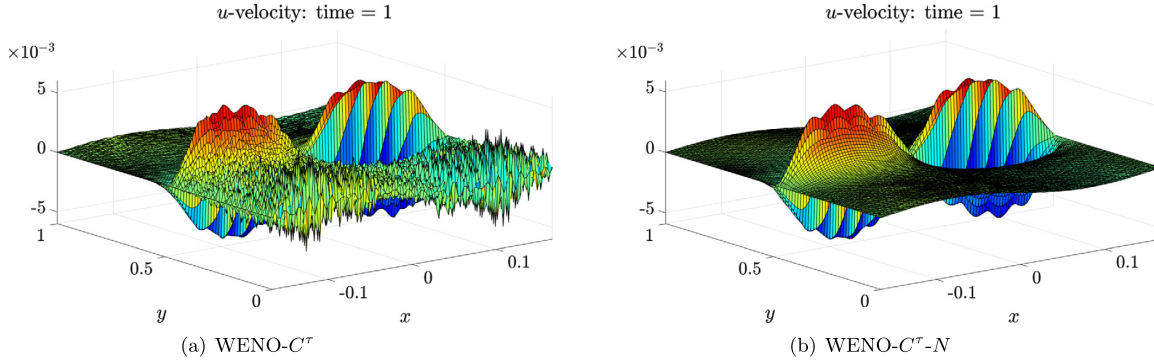 u-velocity: time = 1
×10⁻³
5
0
-5
1
0.5
0
y
-0.1
0
0.1
x
(a) WENO-Cᵗ
u-velocity: time = 1
×10⁻³
5
0
-5
1
0.5
0
y
-0.1
0
0.1
x
(b) WENO-C^τ-N